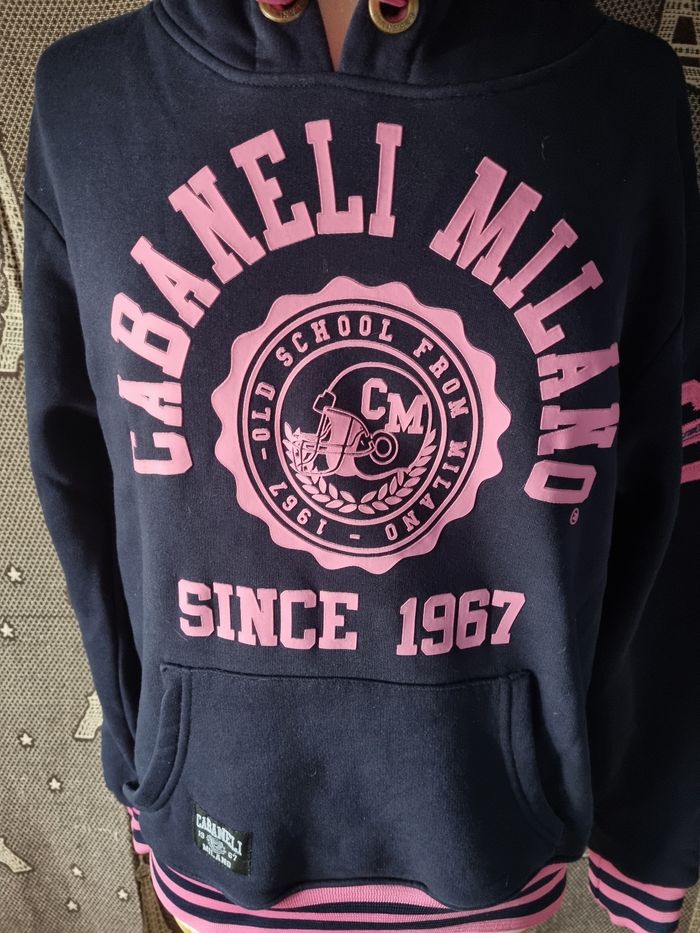 CABANELI MILANO
®
OLD SCHOOL FROM MILANO - 1967 -
CM
SINCE 1967
CABANELI
19 67
MILANO